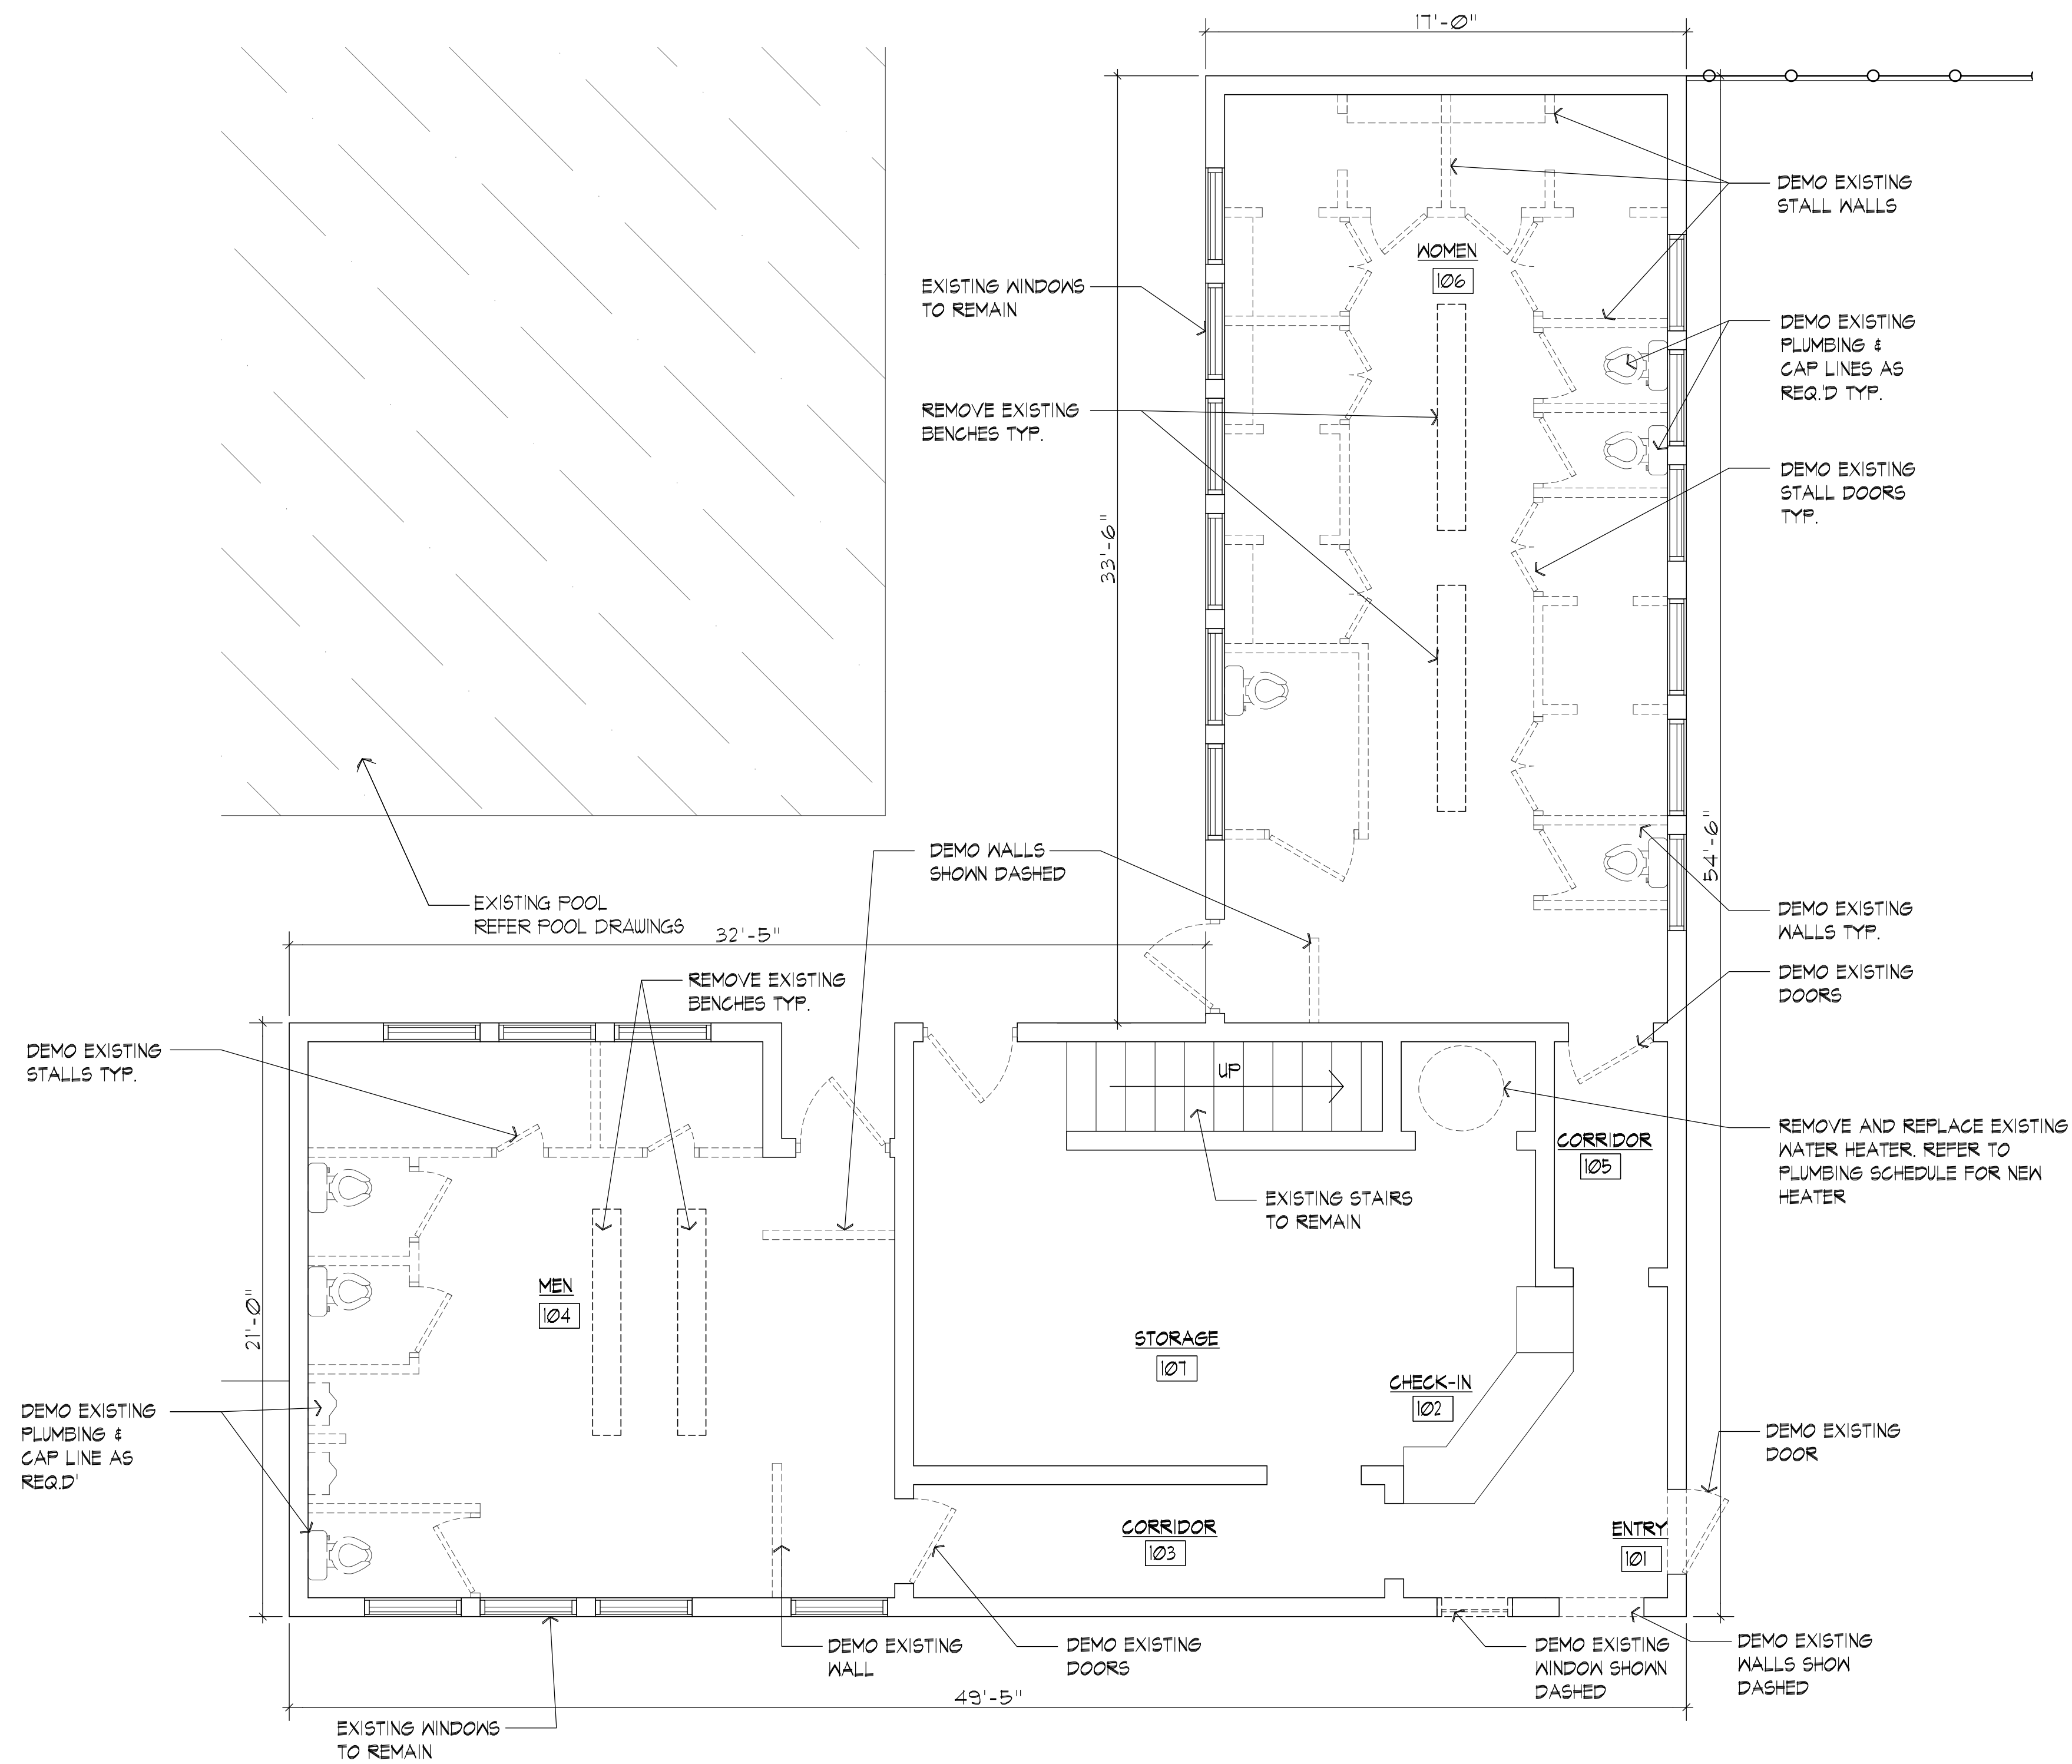 17'-0"
DEMO EXISTING
STALL WALLS
WOMEN
106
EXISTING WINDOWS
TO REMAIN
DEMO EXISTING
PLUMBING &
CAP LINES AS
REQ.'D TYP.
REMOVE EXISTING
BENCHES TYP.
DEMO EXISTING
STALL DOORS
TYP.
33'-6"
54'-6"
DEMO WALLS
SHOWN DASHED
EXISTING POOL
REFER POOL DRAWINGS
DEMO EXISTING
WALLS TYP.
32'-5"
DEMO EXISTING
DOORS
REMOVE EXISTING
BENCHES TYP.
DEMO EXISTING
STALLS TYP.
UP
REMOVE AND REPLACE EXISTING
WATER HEATER. REFER TO
PLUMBING SCHEDULE FOR NEW
HEATER
CORRIDOR
105
EXISTING STAIRS
TO REMAIN
MEN
104
21'-0"
STORAGE
107
CHECK-IN
102
DEMO EXISTING
PLUMBING &
CAP LINE AS
REQ.D'
DEMO EXISTING
DOOR
CORRIDOR
103
ENTRY
101
DEMO EXISTING
WALL
DEMO EXISTING
DOORS
DEMO EXISTING
WINDOW SHOWN
DASHED
DEMO EXISTING
WALLS SHOW
DASHED
49'-5"
EXISTING WINDOWS
TO REMAIN